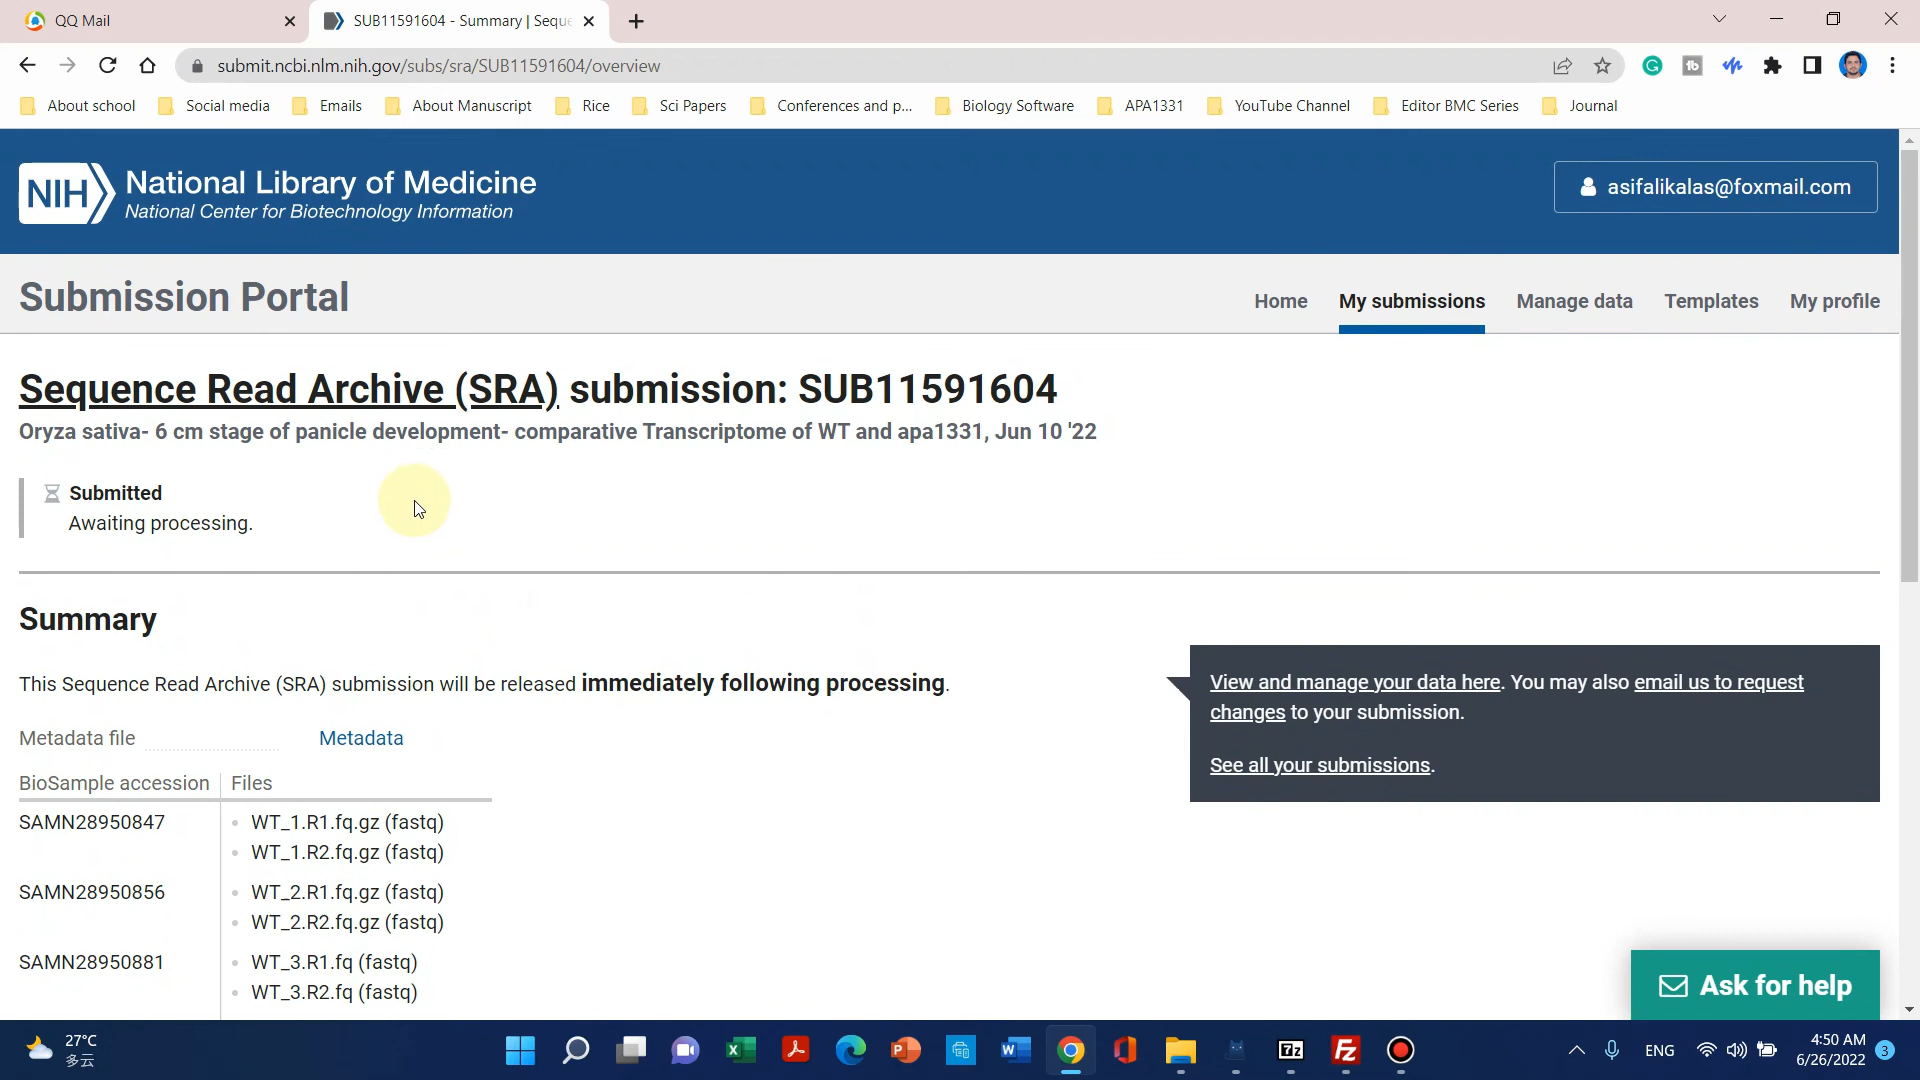 QQ Mail
SUB11591604 - Summary | Seque
submit.ncbi.nlm.nih.gov/subs/sra/SUB11591604/overview
About school
Social media
Emails
About Manuscript
Rice
Sci Papers
Conferences and p...
Biology Software
APA1331
YouTube Channel
Editor BMC Series
Journal
NIH
National Library of Medicine
National Center for Biotechnology Information
asifalikalas@foxmail.com
Submission Portal
Home
My submissions
Manage data
Templates
My profile
Sequence Read Archive (SRA) submission: SUB11591604
Oryza sativa- 6 cm stage of panicle development- comparative Transcriptome of WT and apa1331, Jun 10 '22
Submitted
Awaiting processing.
Summary
This Sequence Read Archive (SRA) submission will be released immediately following processing.
View and manage your data here. You may also email us to request
changes to your submission.
See all your submissions.
Metadata file
Metadata
BioSample accession
Files
SAMN28950847
WT_1.R1.fq.gz (fastq)
WT_1.R2.fq.gz (fastq)
SAMN28950856
WT_2.R1.fq.gz (fastq)
WT_2.R2.fq.gz (fastq)
SAMN28950881
WT_3.R1.fq (fastq)
WT_3.R2.fq (fastq)
Ask for help
27°C
多云
ENG
4:50 AM
6/26/2022
3